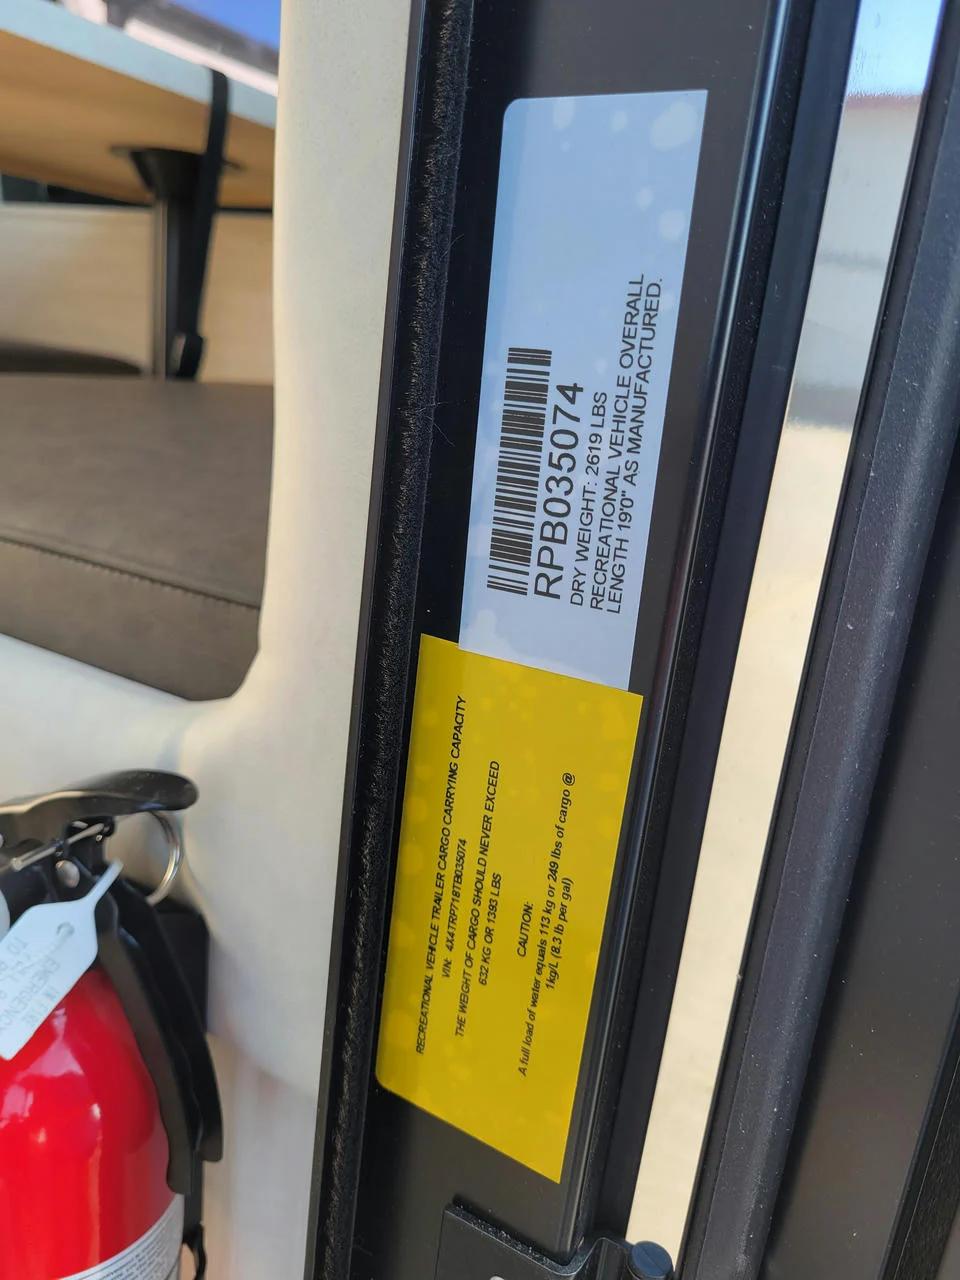 RPB035074
DRY WEIGHT: 2619 LBS
RECREATIONAL VEHICLE OVERALL
LENGTH 19'0" AS MANUFACTURED.
RECREATIONAL VEHICLE TRAILER CARGO CARRYING CAPACITY
VIN: 4X4TRP718TB035074
THE WEIGHT OF CARGO SHOULD NEVER EXCEED
632 KG OR 1393 LBS
CAUTION:
A full load of water equals 113 kg or 249 lbs of cargo @
1kg/L (8.3 lb per gal)